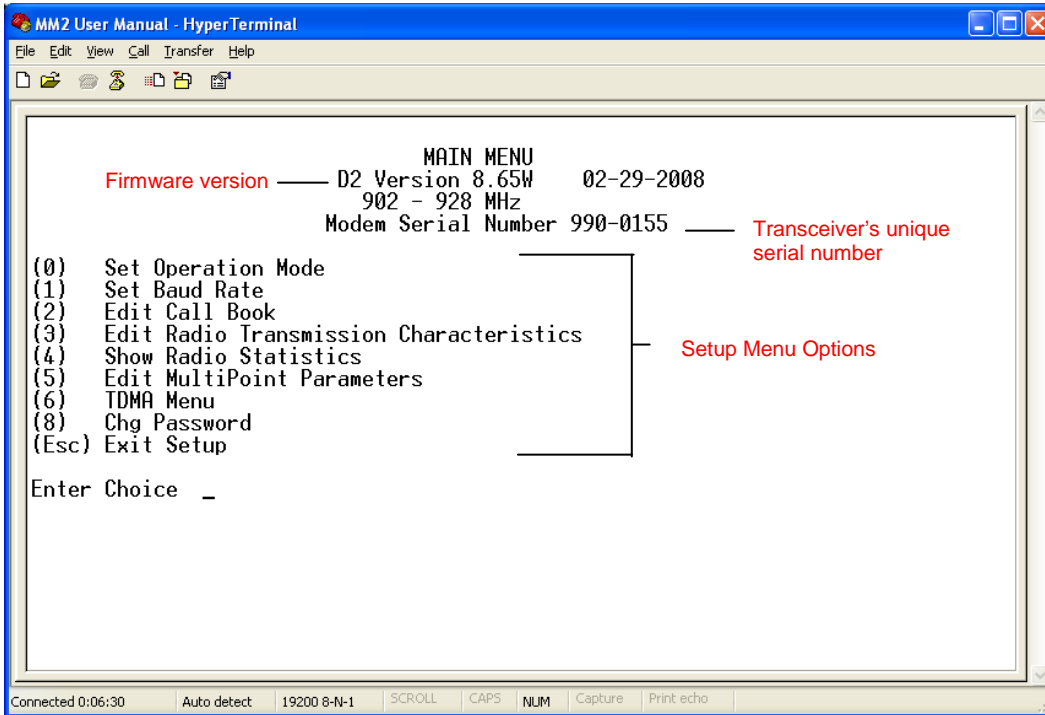 MM2 User Manual - HyperTerminal
File Edit View Call Transfer Help
MAIN MENU
Firmware version D2 Version 8.65W 02-29-2008
902 - 928 MHz
Modem Serial Number 990-0155
Transceiver's unique
serial number
(0) Set Operation Mode
(1) Set Baud Rate
(2) Edit Call Book
(3) Edit Radio Transmission Characteristics
(4) Show Radio Statistics
(5) Edit MultiPoint Parameters
(6) TDMA Menu
(8) Chg Password
(Esc) Exit Setup
Setup Menu Options
Enter Choice _
Connected 0:06:30 Auto detect 19200 8-N-1 SCROLL CAPS NUM Capture Print echo